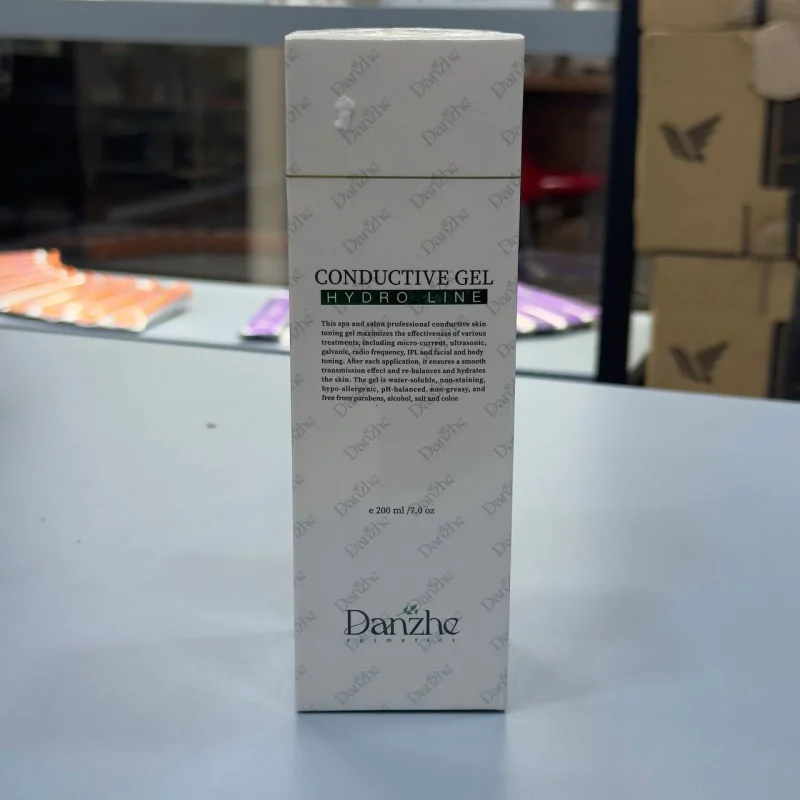 CONDUCTIVE GEL
HYDRO LINE
This spa and salon professional conductive skin
toning gel maximizes the effectiveness of various
treatments, including micro-current, ultrasonic,
galvanic, radio frequency, IPL and facial and body
toning. After each application, it ensures a smooth
transmission effect and re-balances and hydrates
the skin. The gel is water-soluble, non-staining,
hypo-allergenic, pH-balanced, non-greasy, and
free from parabens, alcohol, salt and color.
e 200 ml /7,0 oz
Danzhe
cosmetics